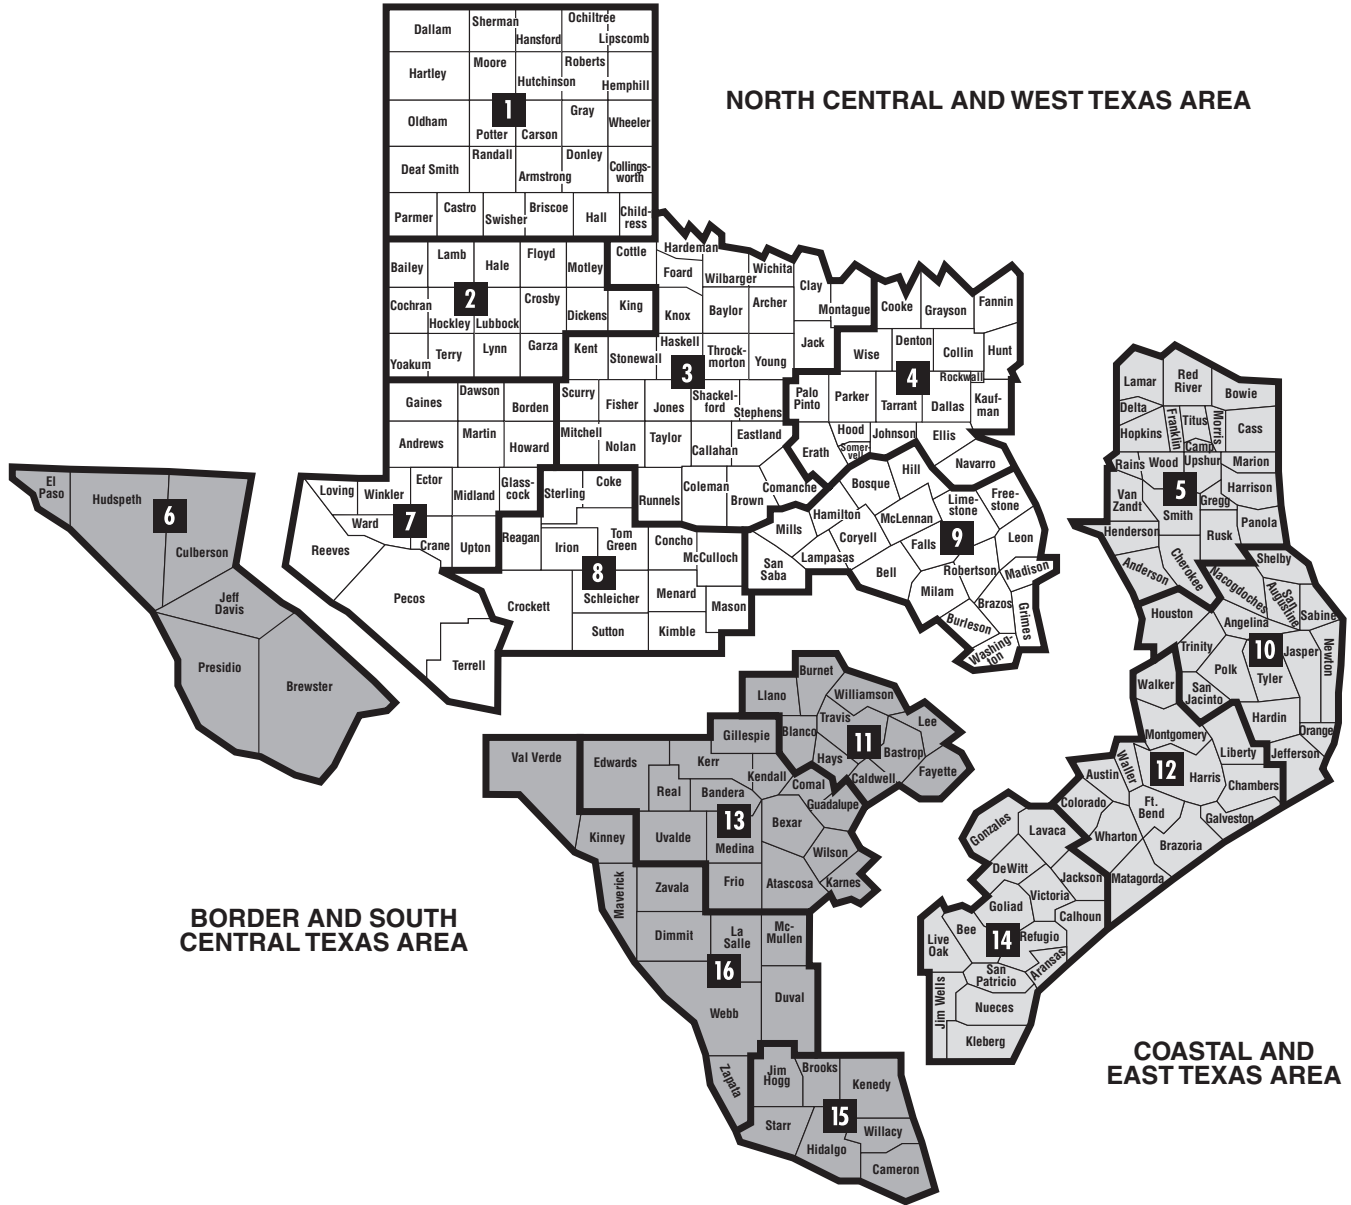 NORTH CENTRAL AND WEST TEXAS AREA
Dallam
Sherman
Hansford
Ochiltree
Lipscomb
Hartley
Moore
Hutchinson
Roberts
Hemphill
1
Oldham
Potter
Carson
Gray
Wheeler
Deaf Smith
Randall
Armstrong
Donley
Collings-
worth
Parmer
Castro
Swisher
Briscoe
Hall
Child-
ress
Bailey
Lamb
Hale
Floyd
Motley
2
Cochran
Hockley
Lubbock
Crosby
Dickens
Yoakum
Terry
Lynn
Garza
Cottle
Hardeman
Foard
Wilbarger
Wichita
Clay
Montague
King
Knox
Baylor
Archer
Jack
Kent
Stonewall
Haskell
Throck-
morton
Young
3
Scurry
Fisher
Jones
Shackel-
ford
Stephens
Mitchell
Nolan
Taylor
Callahan
Eastland
Runnels
Coleman
Brown
Comanche
Cooke
Grayson
Fannin
Wise
Denton
Collin
Hunt
4
Rockwall
Palo
Pinto
Parker
Tarrant
Dallas
Kauf-
man
Erath
Hood
Somer-
vell
Johnson
Ellis
Navarro
Gaines
Dawson
Borden
Andrews
Martin
Howard
Loving
Winkler
Ector
Midland
Glass-
cock
7
Ward
Crane
Upton
Reeves
Pecos
Terrell
Sterling
Coke
Reagan
Irion
Tom
Green
Concho
McCulloch
8
Crockett
Schleicher
Menard
Mason
Sutton
Kimble
Hill
Bosque
Hamilton
McLennan
Lime-
stone
Free-
stone
9
Mills
Coryell
Falls
Leon
San
Saba
Lampasas
Bell
Robertson
Madison
Milam
Brazos
Grimes
Burleson
Washing-
ton
El
Paso
Hudspeth
6
Culberson
Jeff
Davis
Presidio
Brewster
Lamar
Red
River
Bowie
Delta
Hopkins
Franklin
Titus
Morris
Cass
Camp
Rains
Wood
Upshur
Marion
5
Van
Zandt
Smith
Gregg
Harrison
Henderson
Rusk
Panola
Anderson
Cherokee
Nacogdoches
Shelby
San
Augustine
Sabine
Houston
Angelina
Trinity
10
Jasper
Newton
Polk
Tyler
San
Jacinto
Hardin
Orange
Jefferson
Walker
Montgomery
Liberty
12
Waller
Austin
Harris
Chambers
Colorado
Ft.
Bend
Galveston
Wharton
Brazoria
Matagorda
Burnet
Llano
Williamson
Blanco
Travis
Lee
11
Bastrop
Hays
Caldwell
Fayette
Val Verde
Kinney
Gillespie
Edwards
Kerr
Kendall
Real
Bandera
Comal
Guadalupe
13
Uvalde
Medina
Bexar
Wilson
Frio
Atascosa
Karnes
Maverick
Zavala
Dimmit
La
Salle
Mc-
Mullen
16
Webb
Duval
Zapata
Jim
Hogg
Brooks
Kenedy
15
Starr
Hidalgo
Willacy
Cameron
Gonzales
Lavaca
DeWitt
Jackson
Victoria
Goliad
Calhoun
Bee
14
Refugio
Live
Oak
Aransas
San
Patricio
Jim Wells
Nueces
Kleberg
BORDER AND SOUTH
CENTRAL TEXAS AREA
COASTAL AND
EAST TEXAS AREA